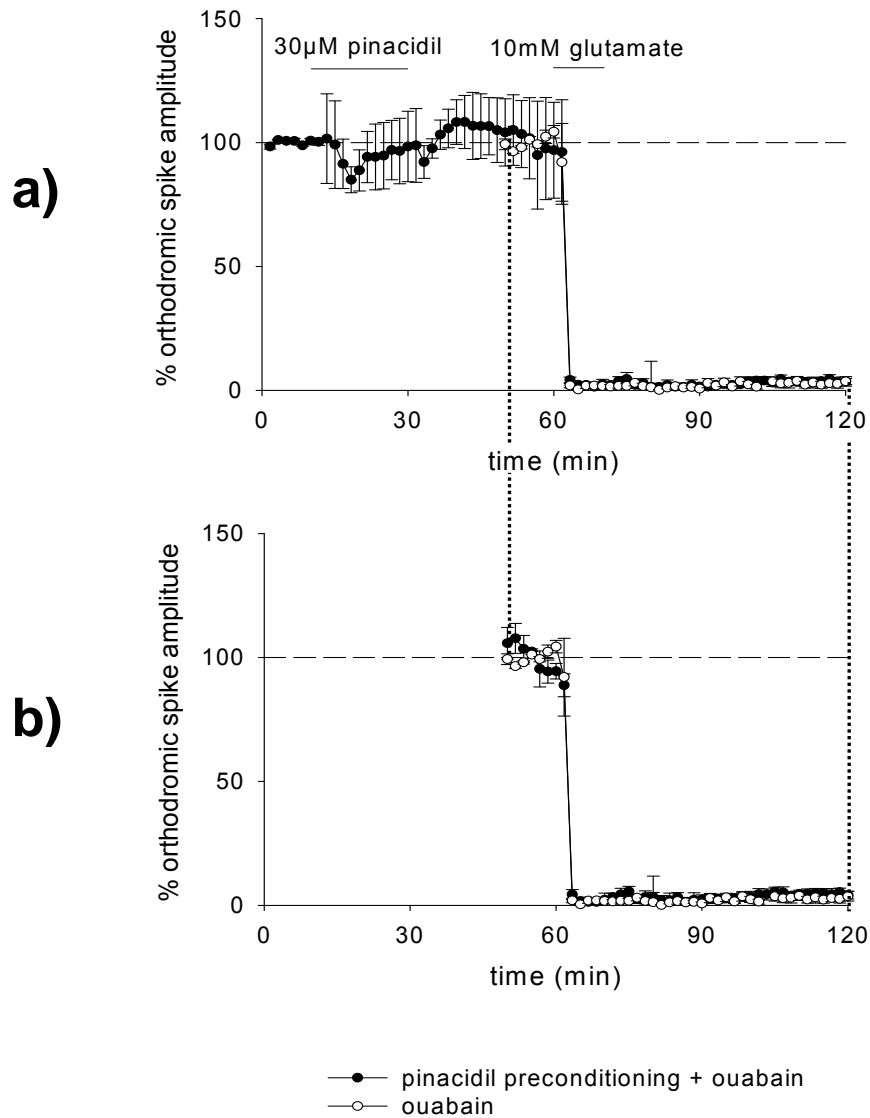 150
30µM pinacidil
10mM glutamate
100
50
0
0
30
60
90
120
time (min)
% orthodromic spike amplitude
a)
150
100
50
0
0
30
60
90
120
time (min)
% orthodromic spike amplitude
b)
pinacidil preconditioning + ouabain
ouabain